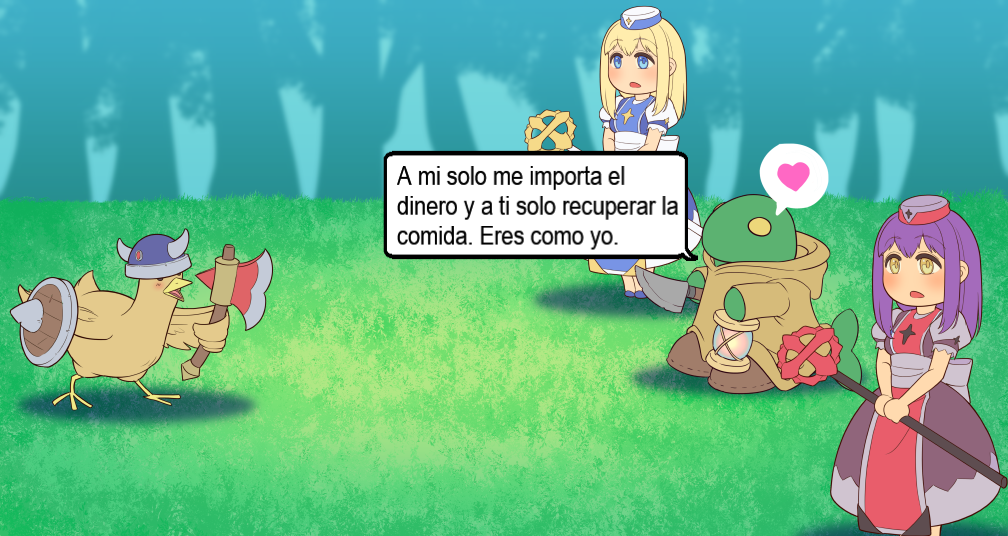 A mi solo me importa el
dinero y a ti solo recuperar la
comida. Eres como yo.